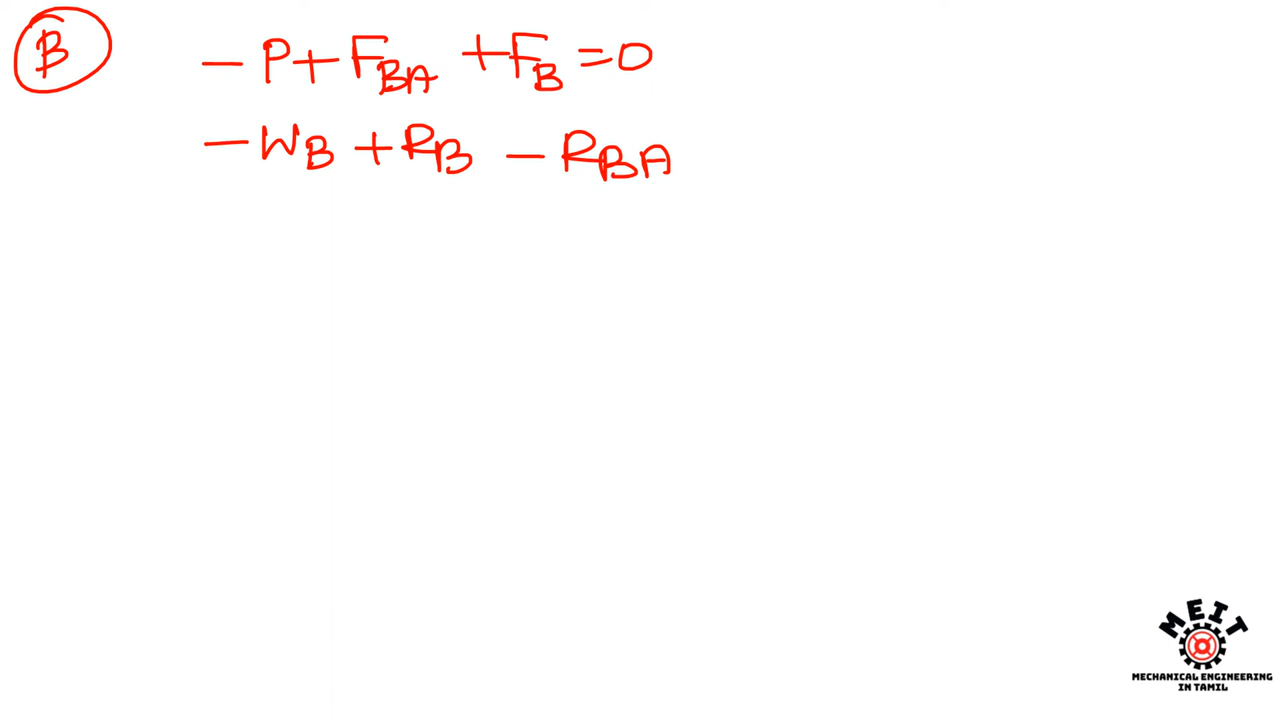 B
− P + F_BA + F_B = 0
− W_B + R_B − R_BA
MEIT
MECHANICAL ENGINEERING
IN TAMIL